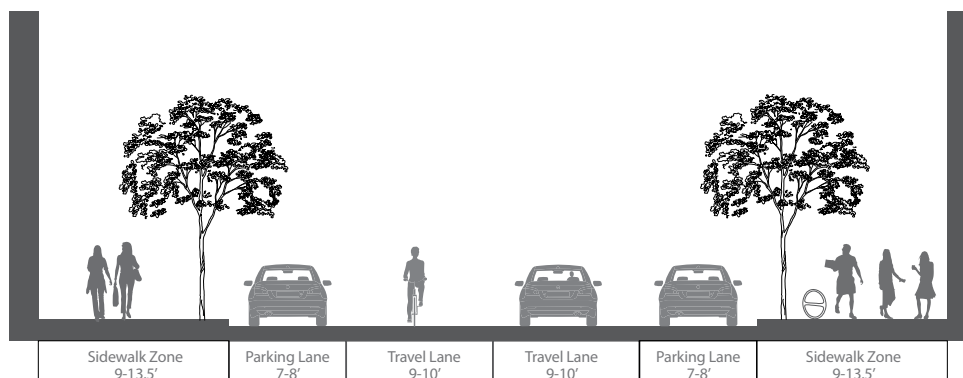 Sidewalk Zone
9-13.5'
Parking Lane
7-8'
Travel Lane
9-10'
Travel Lane
9-10'
Parking Lane
7-8'
Sidewalk Zone
9-13.5'